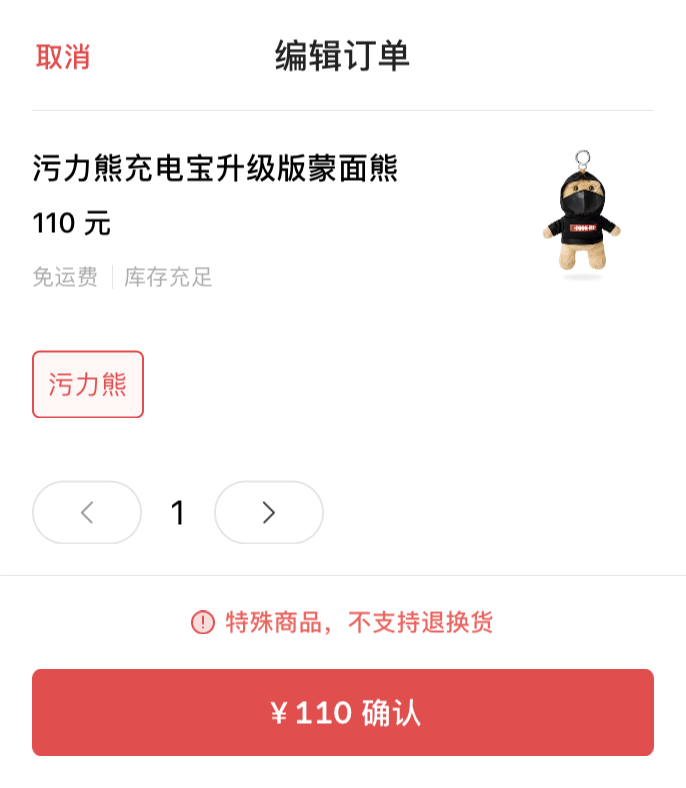 取消
编辑订单
污力熊充电宝升级版蒙面熊
110 元
免运费 库存充足
污力熊
1
特殊商品，不支持退换货
¥110 确认